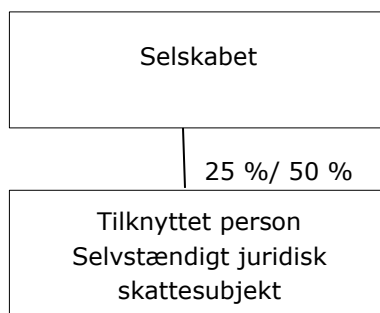 Selskabet
25 %/ 50 %
Tilknyttet person
Selvstændigt juridisk
skattesubjekt